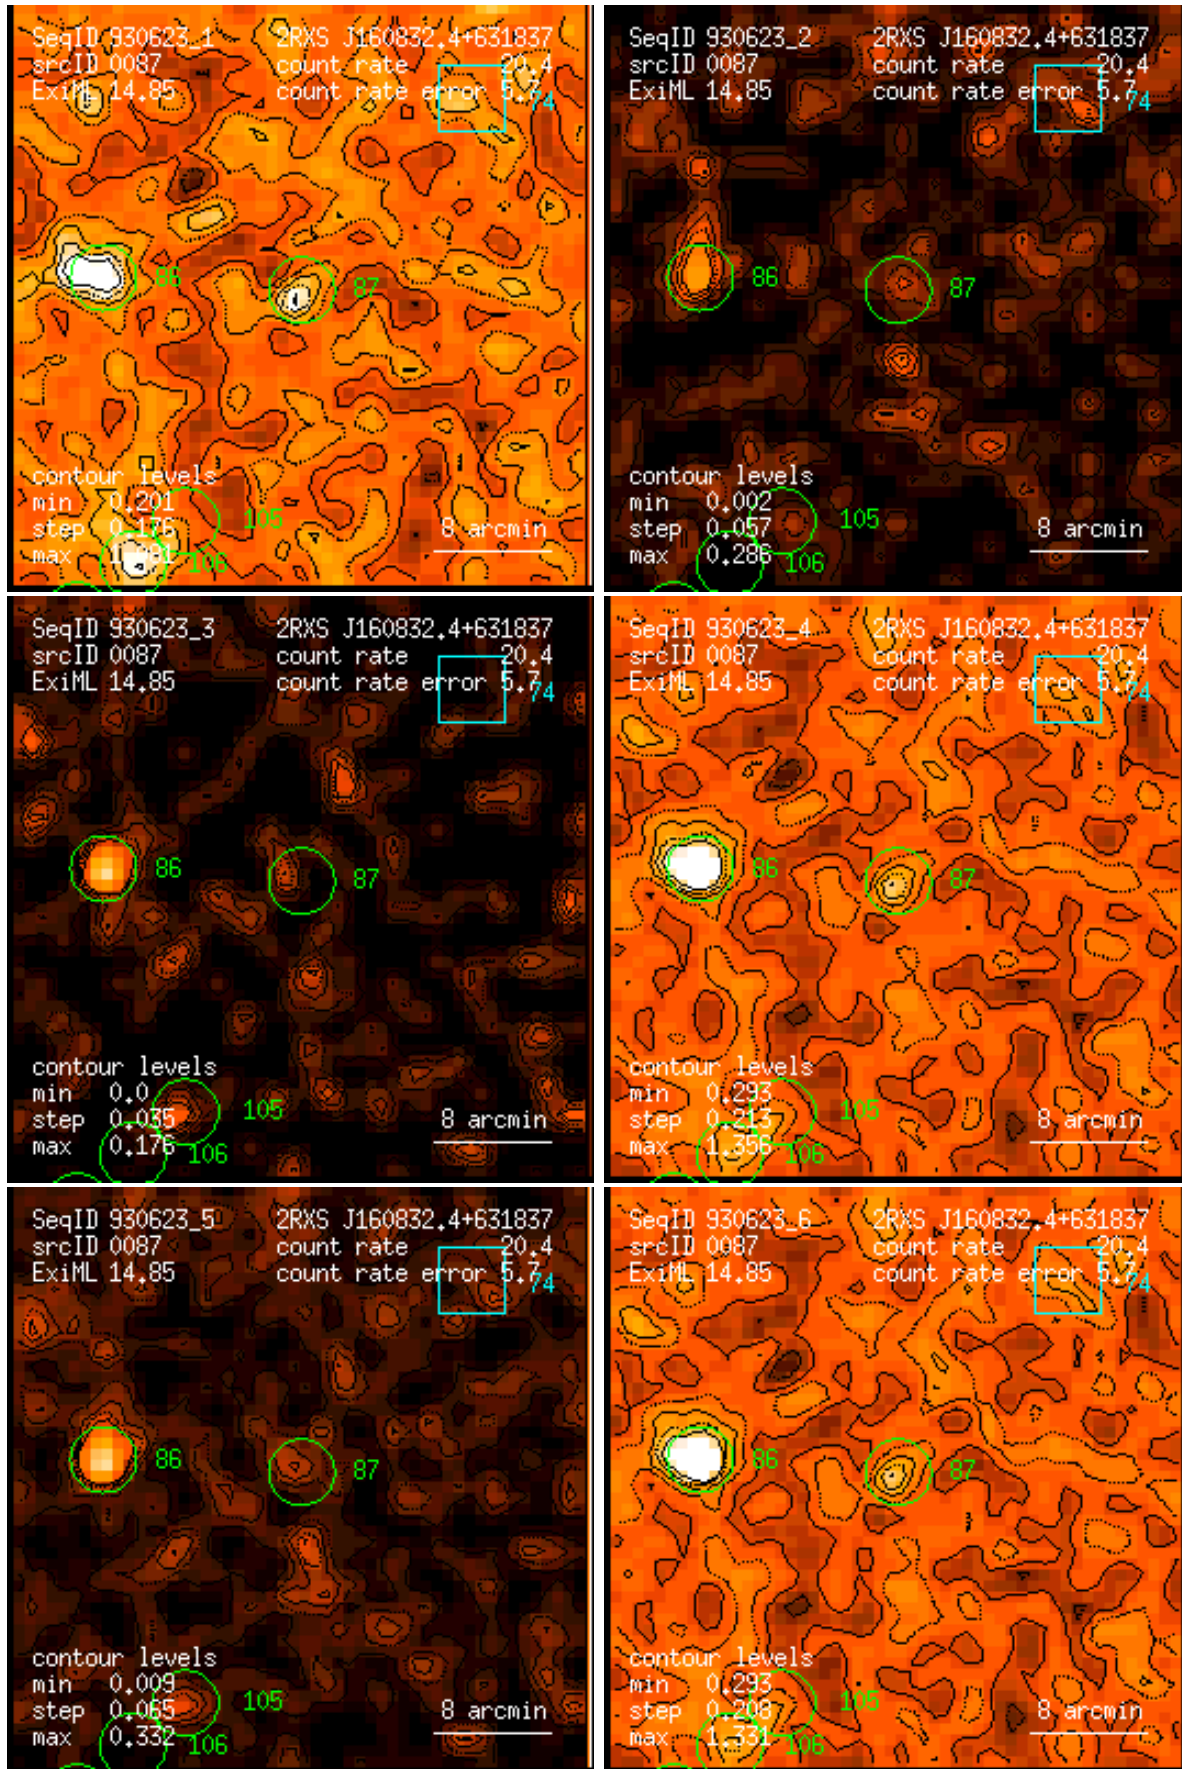 SeqID 930623_1 2RXS J160832.4+631837
srcID 0087 count rate 20.4
ExiML 14.85 count rate error 5.7
74
86
87
contour levels
min 0.201
step 0.176
105
8 arcmin
max
106
SeqID 930623_2 2RXS J160832.4+631837
srcID 0087 count rate 20.4
ExiML 14.85 count rate error 5.7
74
86
87
contour levels
min 0.002
step 0.057
105
8 arcmin
max 0.286
106
SeqID 930623_3 2RXS J160832.4+631837
srcID 0087 count rate 20.4
ExiML 14.85 count rate error 5.7
74
86
87
contour levels
min 0.0
step 0.035
105
8 arcmin
max 0.176
106
SeqID 930623_4 2RXS J160832.4+631837
srcID 0087 count rate 20.4
ExiML 14.85 count rate error 5.7
74
86
87
contour levels
min 0.293
step 0.213
105
8 arcmin
max 1.356
106
SeqID 930623_5 2RXS J160832.4+631837
srcID 0087 count rate 20.4
ExiML 14.85 count rate error 5.7
74
86
87
contour levels
min 0.009
step 0.065
105
8 arcmin
max 0.332
106
SeqID 930623_6 2RXS J160832.4+631837
srcID 0087 count rate 20.4
ExiML 14.85 count rate error 5.7
74
86
87
contour levels
min 0.293
step 0.208
105
8 arcmin
max 1.331
106